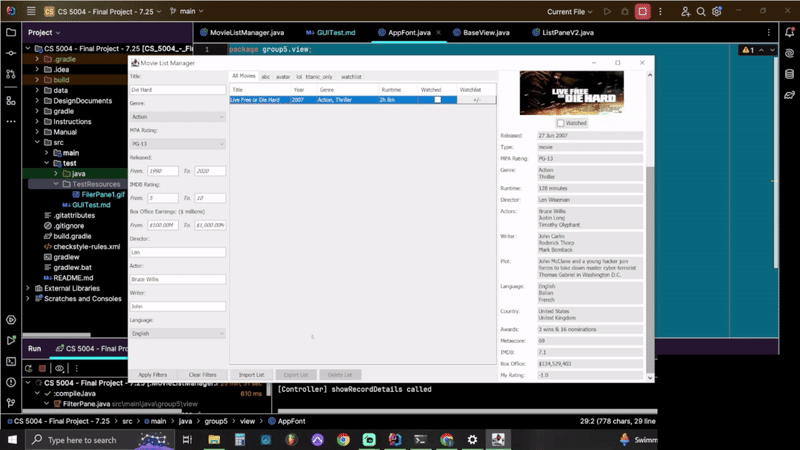 CS CS 5004 - Final Project - 7.25
main
Current File
Project
MovieListManager.java
GUITest.md
AppFont.java
BaseView.java
ListPaneV2.java
CS 5004 - Final Project - 7.25 [CS_5004_-_Fi
1
package group5.view;
1
.gradle
.idea
build
data
DesignDocuments
gradle
Instructions
Manual
src
main
test
java
TestResources
FilerPane1.gif
GUITest.md
.gitattributes
.gitignore
build.gradle
checkstyle-rules.xml
gradlew
gradlew.bat
README.md
External Libraries
Scratches and Consoles
Movie List Manager
Title:
Die Hard
Genre:
Action
MPA Rating:
PG-13
Released:
From: 1990 To: 2020
IMDB Rating:
From: 5 To: 10
Box Office Earnings: ($ millions)
From: $100.00M To: $1,000.00M
Director:
Len
Actor:
Bruce Willis
Writer:
John
Language:
English
Apply Filters
Clear Filters
All Movies abc avatar lol titanic_only watchlist
Title Year Genre Runtime Watched Watchlist
Live Free or Die Hard 2007 Action, Thriller 2h 8m +/-
Import List
Export List
Delete List
LIVE FREE
OR DIE HARD
Watched
Released: 27 Jun 2007
Type: movie
MPA Rating: PG-13
Genre: Action
Thriller
Runtime: 128 minutes
Director: Len Wiseman
Actors: Bruce Willis
Justin Long
Timothy Olyphant
Writer: John Carlin
Roderick Thorp
Mark Bomback
Plot: John McClane and a young hacker join
forces to take down master cyber-terrorist
Thomas Gabriel in Washington D.C.
Language: English
Italian
French
Country: United States
United Kingdom
Awards: 3 wins & 16 nominations
Metascore: 69
IMDB: 7.1
Box Office: $134,529,403
My Rating: -1.0
Run
CS 5004 - Final Project - 7.25
:compileJava
610 ms
FilterPane.java src\main\java\group5\view
[Controller] showRecordDetails called
CS 5004 - Final Project - 7.25 > src > main > java > group5 > view > AppFont
29:2 (778 chars, 29 line
Type here to search
Swimm